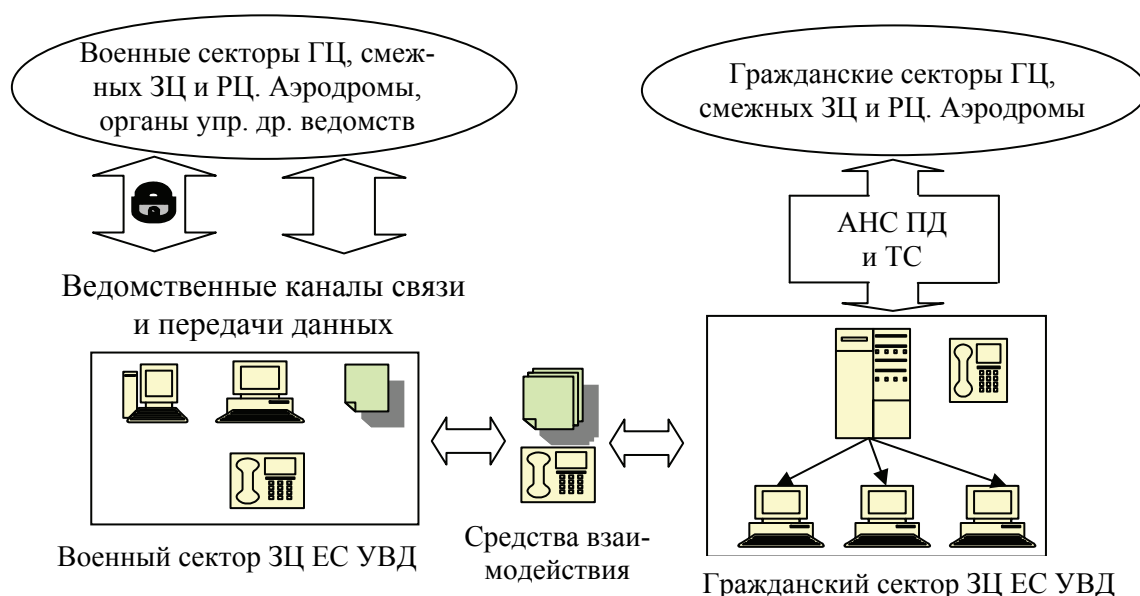 Военные секторы ГЦ, смеж-
ных ЗЦ и РЦ. Аэродромы,
органы упр. др. ведомств
Гражданские секторы ГЦ,
смежных ЗЦ и РЦ. Аэродромы
АНС ПД
и ТС
Ведомственные каналы связи
и передачи данных
Средства взаи-
модействия
Военный сектор ЗЦ ЕС УВД
Гражданский сектор ЗЦ ЕС УВД